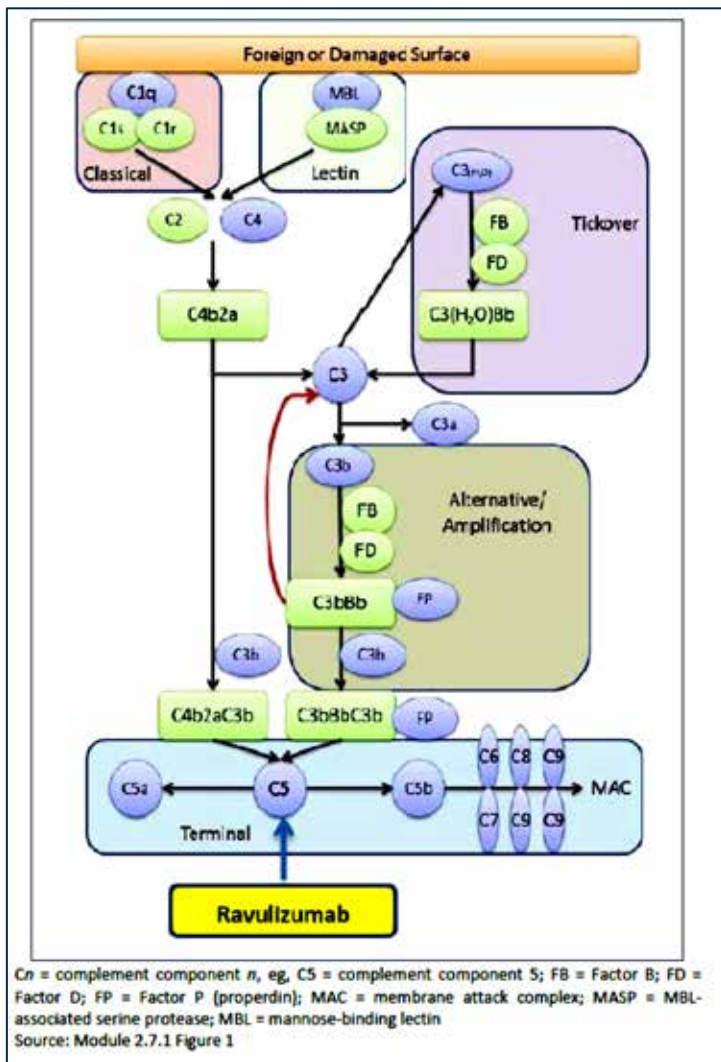 Foreign or Damaged Surface
C1q
C1s
C1r
Classical
MBL
MASP
Lectin
C2
C4
C4b2a
C3(H₂O)
FB
FD
Tickover
C3(H₂O)Bb
C3
C3a
C3b
FB
FD
Alternative/
Amplification
C3bBb
FP
C3b
C3b
C4b2aC3b
C3bBbC3b
FP
C5a
C5
C5b
C6
C8
C9
C7
C9
C9
MAC
Terminal
Ravulizumab
Cn = complement component n, eg, C5 = complement component 5; FB = Factor B; FD =
Factor D; FP = Factor P (properdin); MAC = membrane attack complex; MASP = MBL-
associated serine protease; MBL = mannose-binding lectin
Source: Module 2.7.1 Figure 1